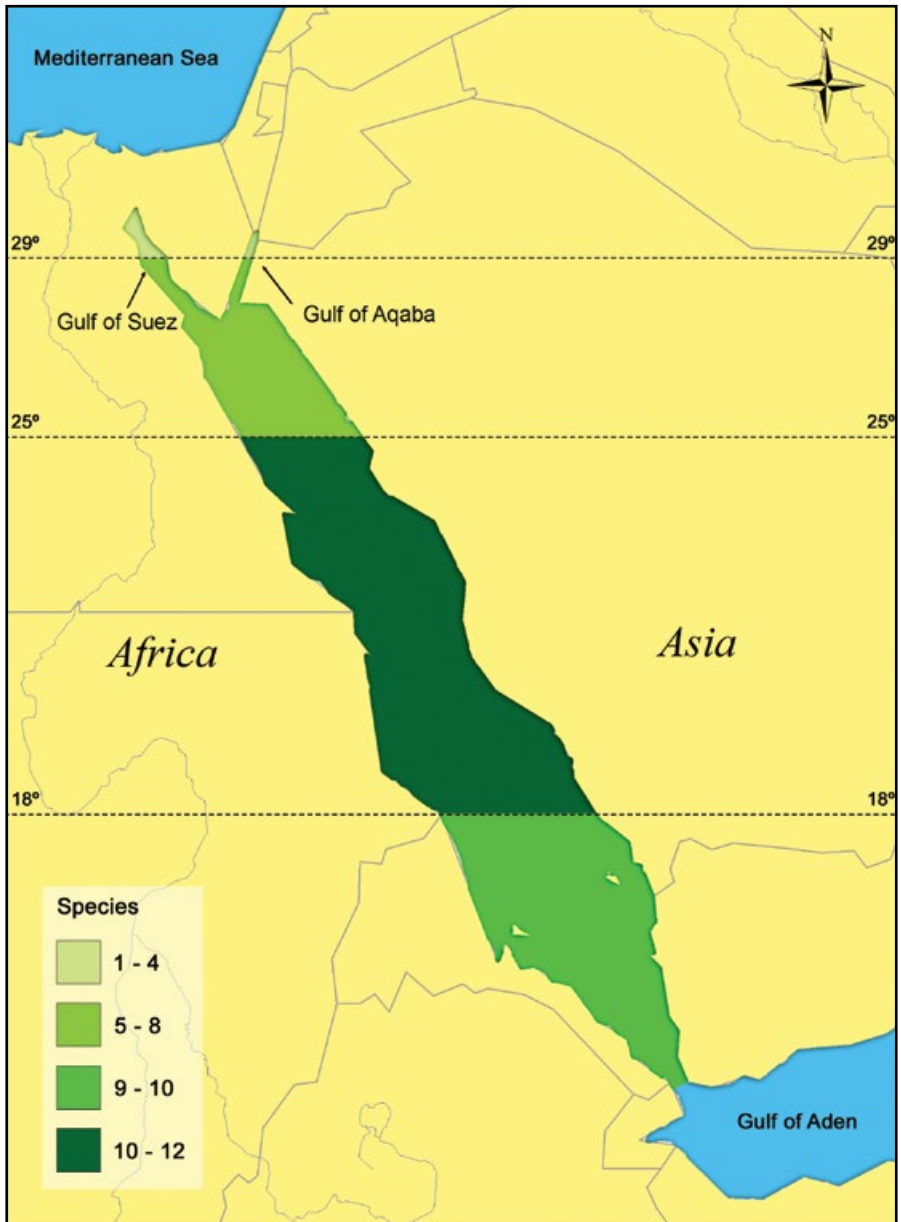 Mediterranean Sea
N
29º
29º
Gulf of Suez
Gulf of Aqaba
25º
25º
Africa
Asia
18º
18º
Species
1 - 4
5 - 8
9 - 10
10 - 12
Gulf of Aden